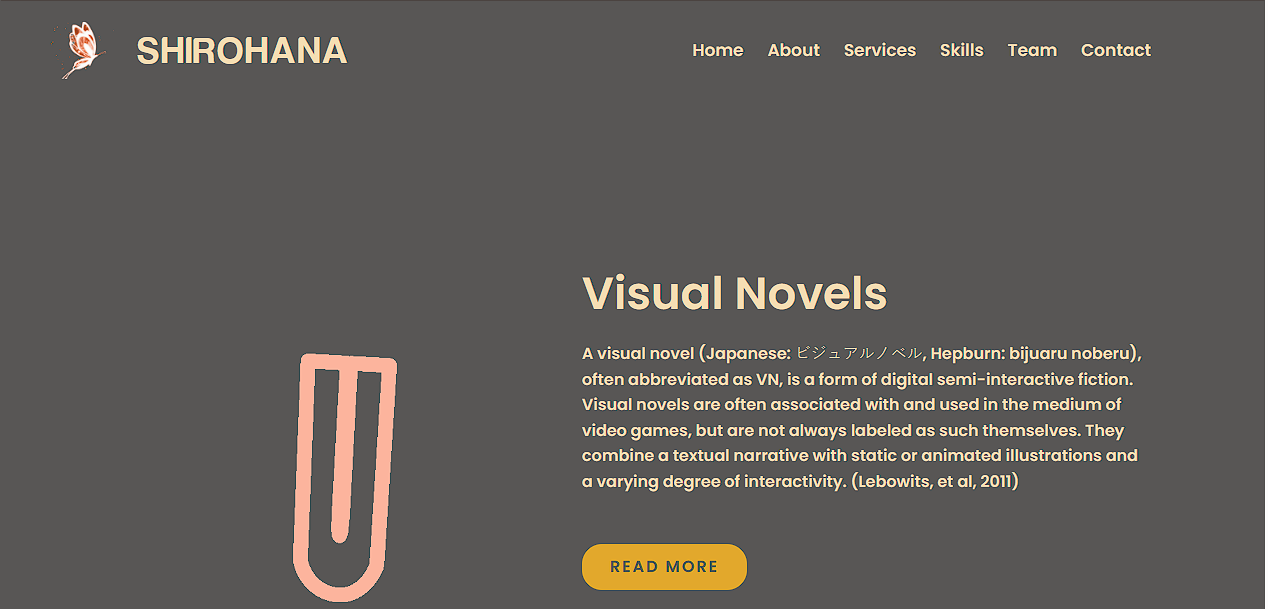 SHIROHANA
Home About Services Skills Team Contact
Visual Novels
A visual novel (Japanese: ビジュアルノベル, Hepburn: bijuaru noberu),
often abbreviated as VN, is a form of digital semi-interactive fiction.
Visual novels are often associated with and used in the medium of
video games, but are not always labeled as such themselves. They
combine a textual narrative with static or animated illustrations and
a varying degree of interactivity. (Lebowits, et al, 2011)
READ MORE